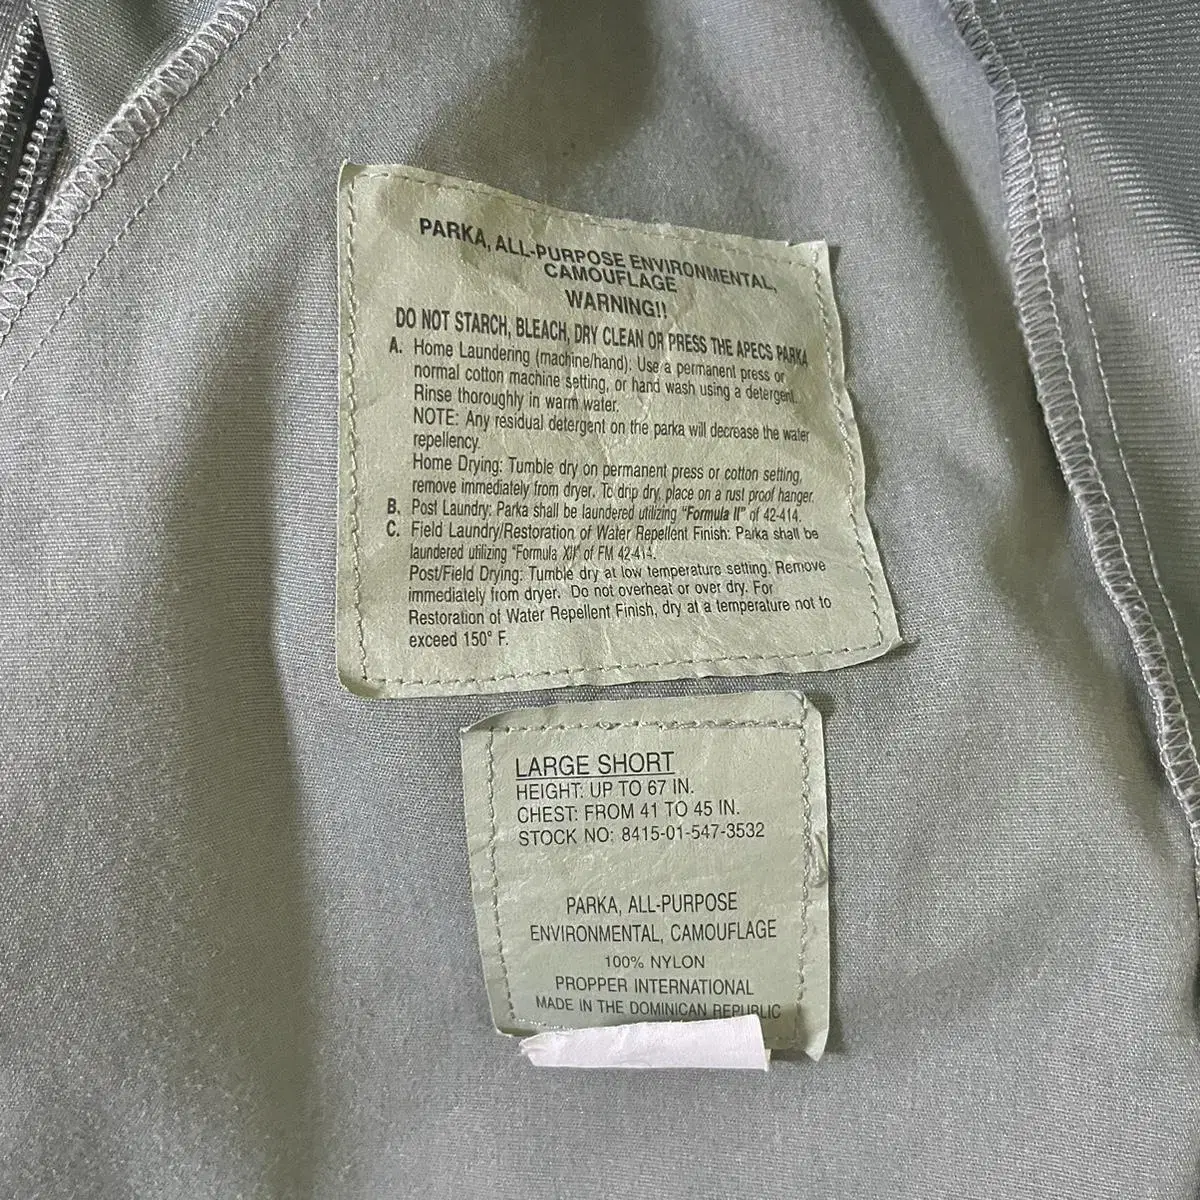 PARKA, ALL-PURPOSE ENVIRONMENTAL,
CAMOUFLAGE
WARNING!!
DO NOT STARCH, BLEACH, DRY CLEAN OR PRESS THE APECS PARKA
A. Home Laundering (machine/hand): Use a permanent press or
normal cotton machine setting, or hand wash using a detergent.
Rinse thoroughly in warm water.
NOTE: Any residual detergent on the parka will decrease the water
repellency.
Home Drying: Tumble dry on permanent press or cotton setting,
remove immediately from dryer. To drip dry, place on a rust proof hanger.
B. Post Laundry: Parka shall be laundered utilizing "Formula II" of 42-414.
C. Field Laundry/Restoration of Water Repellent Finish: Parka shall be
laundered utilizing "Formula XII" of FM 42-414.
Post/Field Drying: Tumble dry at low temperature setting. Remove
immediately from dryer. Do not overheat or over dry. For
Restoration of Water Repellent Finish, dry at a temperature not to
exceed 150° F.
LARGE SHORT
HEIGHT: UP TO 67 IN.
CHEST: FROM 41 TO 45 IN.
STOCK NO: 8415-01-547-3532
PARKA, ALL-PURPOSE
ENVIRONMENTAL, CAMOUFLAGE
100% NYLON
PROPPER INTERNATIONAL
MADE IN THE DOMINICAN REPUBLIC